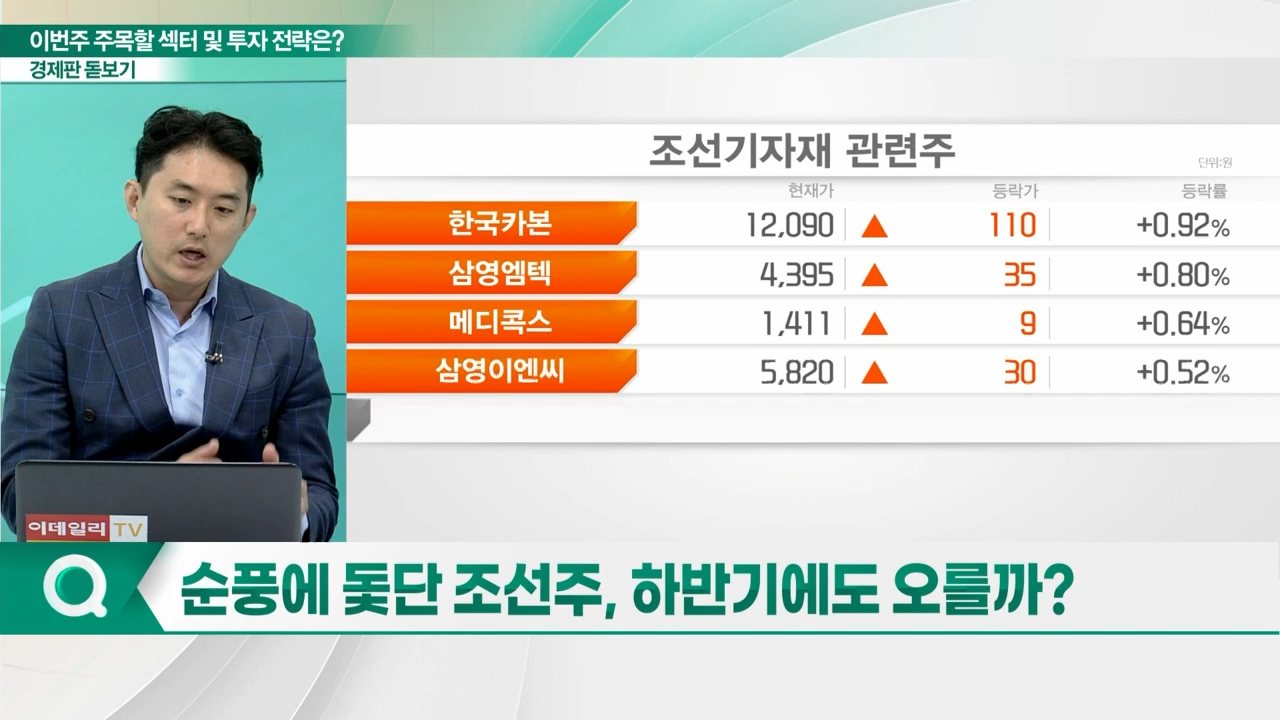 이번주 주목할 섹터 및 투자 전략은?
경제판 돋보기
조선기자재 관련주
단위:원
현재가 등락가 등락률
한국카본 12,090 ▲ 110 +0.92%
삼영엠텍 4,395 ▲ 35 +0.80%
메디콕스 1,411 ▲ 9 +0.64%
삼영이엔씨 5,820 ▲ 30 +0.52%
이데일리 TV
순풍에 돛단 조선주, 하반기에도 오를까?